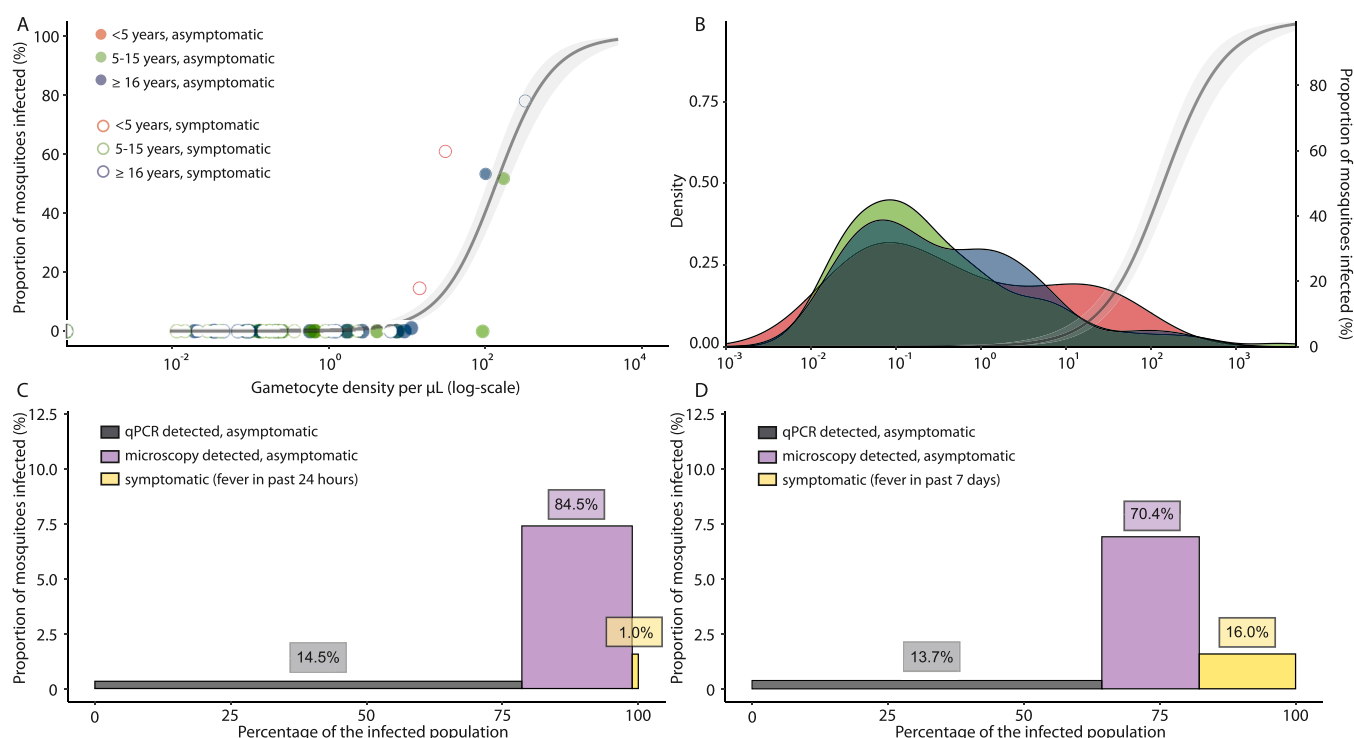 A
Proportion of mosquitoes infected (%)
100
80
60
40
20
0
<5 years, asymptomatic
5-15 years, asymptomatic
≥ 16 years, asymptomatic
<5 years, symptomatic
5-15 years, symptomatic
≥ 16 years, symptomatic
10⁻² 10⁰ 10² 10⁴
Gametocyte density per µL (log-scale)
B
Density
0.75
0.50
0.25
0.00
10⁻³ 10⁻² 10⁻¹ 10⁰ 10¹ 10² 10³
80
60
40
20
0
Proportion of mosquitoes infected (%)
C
Proportion of mosquitoes infected (%)
12.5
10.0
7.5
5.0
2.5
0
qPCR detected, asymptomatic
microscopy detected, asymptomatic
symptomatic (fever in past 24 hours)
84.5%
1.0%
14.5%
0 25 50 75 100
Percentage of the infected population
D
Proportion of mosquitoes infected (%)
12.5
10.0
7.5
5.0
2.5
0
qPCR detected, asymptomatic
microscopy detected, asymptomatic
symptomatic (fever in past 7 days)
70.4%
16.0%
13.7%
0 25 50 75 100
Percentage of the infected population